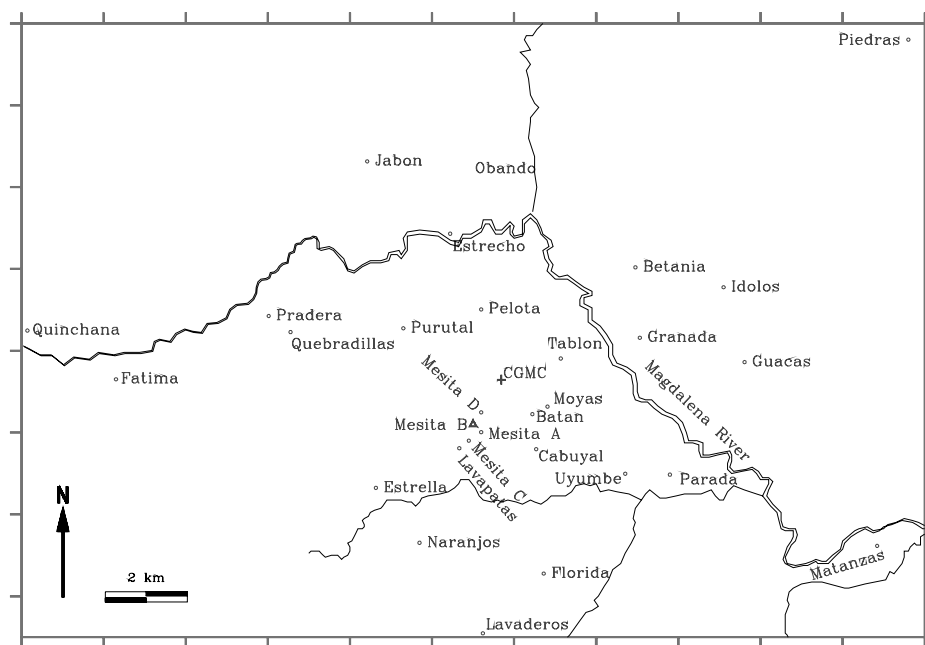 Piedras
Jabon
Obando
Estrecho
Betania
Idolos
Pelota
Pradera
Purutal
Quinchana
Quebradillas
Tablon
Granada
Guacas
Fatima
CGMC
Magdalena River
Mesita D
Moyas
Batan
Mesita B
Mesita A
Mesita C
Cabuyal
Lavapatas
Uyumbe
Parada
Estrella
N
Naranjos
Matanzas
Florida
2 km
Lavaderos